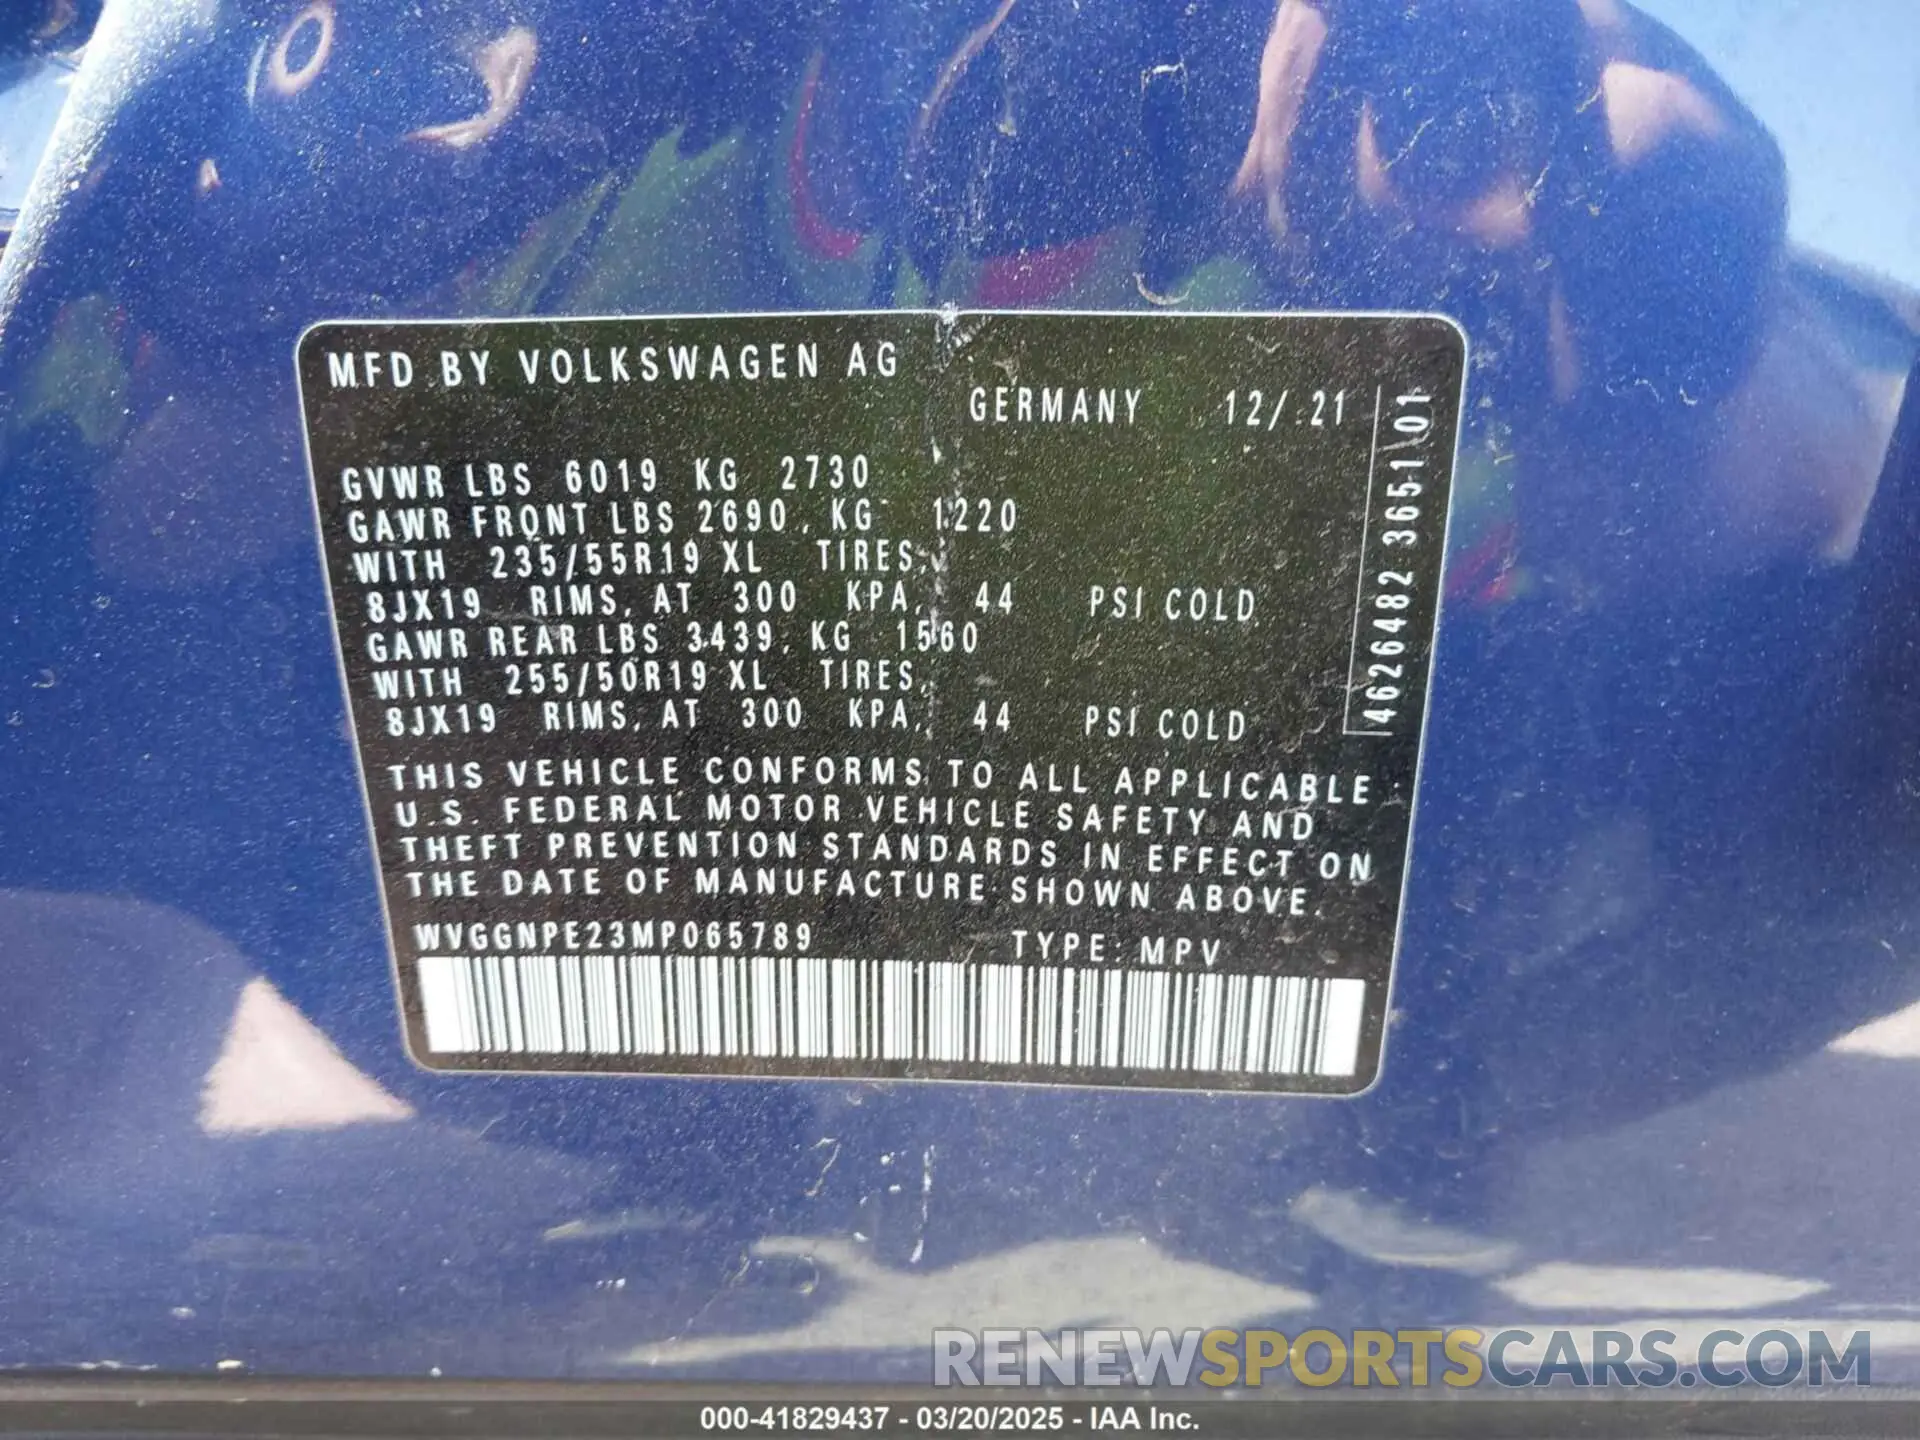 MFD BY VOLKSWAGEN AG
GERMANY 12/ 21
GVWR LBS 6019 KG 2730
GAWR FRONT LBS 2690, KG 1220
WITH 235/55R19 XL TIRES,
8JX19 RIMS, AT 300 KPA, 44 PSI COLD
GAWR REAR LBS 3439, KG 1560
WITH 255/50R19 XL TIRES,
8JX19 RIMS, AT 300 KPA, 44 PSI COLD
THIS VEHICLE CONFORMS TO ALL APPLICABLE
U.S. FEDERAL MOTOR VEHICLE SAFETY AND
THEFT PREVENTION STANDARDS IN EFFECT ON
THE DATE OF MANUFACTURE SHOWN ABOVE.
WVGGNPE23MP065789 TYPE: MPV
4626482 3651 01
RENEWSPORTSCARS.COM
000-41829437 - 03/20/2025 - IAA Inc.